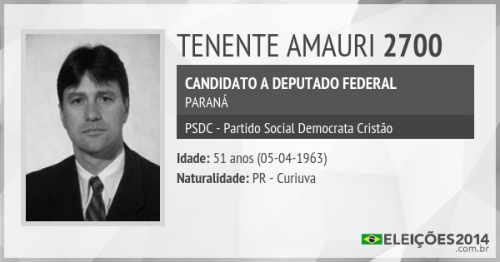 TENENTE AMAURI 2700
CANDIDATO A DEPUTADO FEDERAL
PARANÁ
PSDC - Partido Social Democrata Cristão
Idade: 51 anos (05-04-1963)
Naturalidade: PR - Curiuva
ELEIÇÕES2014
.com.br